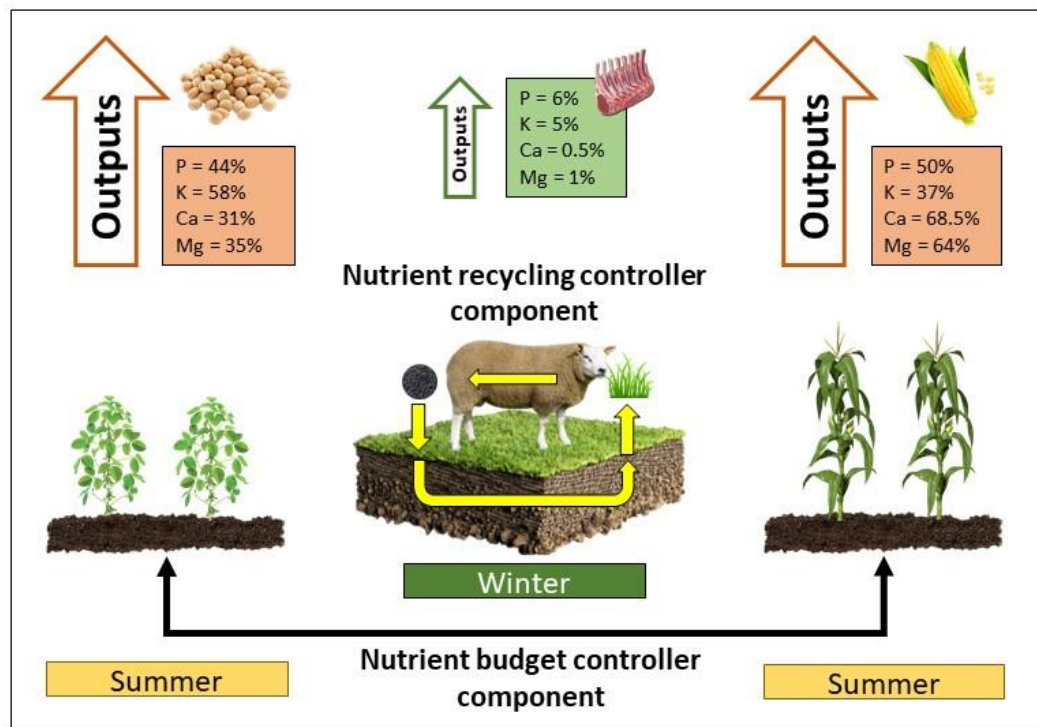 Outputs
P = 44%
K = 58%
Ca = 31%
Mg = 35%
Outputs
P = 6%
K = 5%
Ca = 0.5%
Mg = 1%
Outputs
P = 50%
K = 37%
Ca = 68.5%
Mg = 64%
Nutrient recycling controller
component
Winter
Nutrient budget controller
component
Summer
Summer